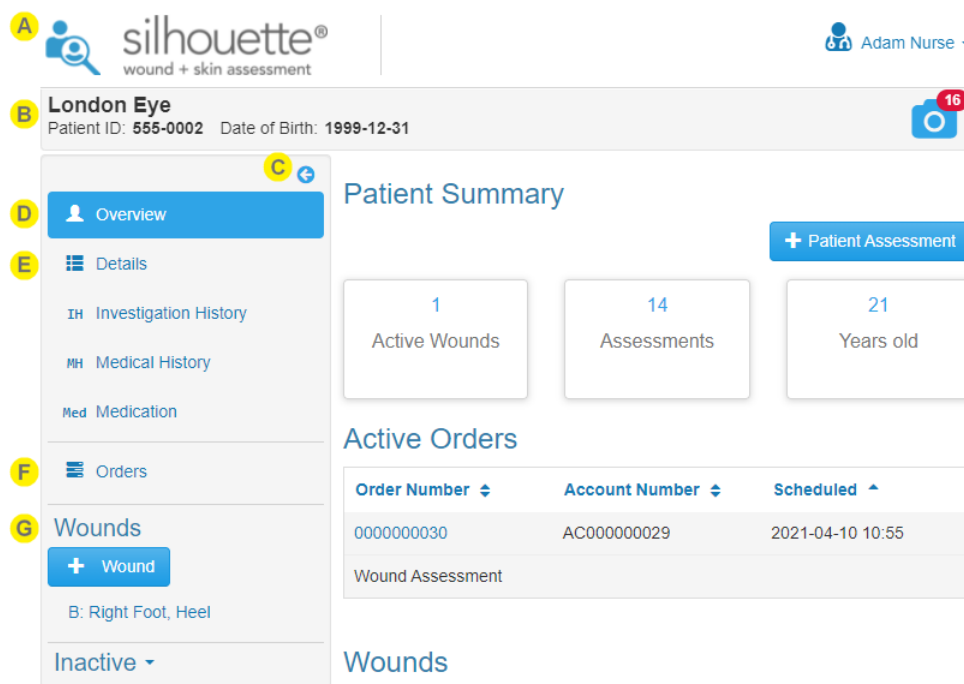 A
silhouette®
wound + skin assessment
Adam Nurse
B
London Eye
Patient ID: 555-0002 Date of Birth: 1999-12-31
16
C
Patient Summary
D
Overview
+ Patient Assessment
E
Details
1
Active Wounds
14
Assessments
21
Years old
IH Investigation History
MH Medical History
Med Medication
Active Orders
F
Orders
Order Number Account Number Scheduled
0000000030 AC000000029 2021-04-10 10:55
Wound Assessment
G
Wounds
+ Wound
B: Right Foot, Heel
Inactive
Wounds